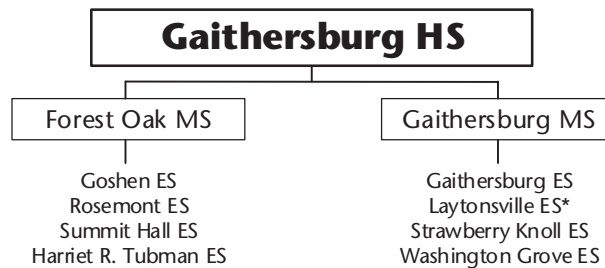 Gaithersburg HS
Forest Oak MS
Goshen ES
Rosemont ES
Summit Hall ES
Harriet R. Tubman ES
Gaithersburg MS
Gaithersburg ES
Laytonsville ES*
Strawberry Knoll ES
Washington Grove ES